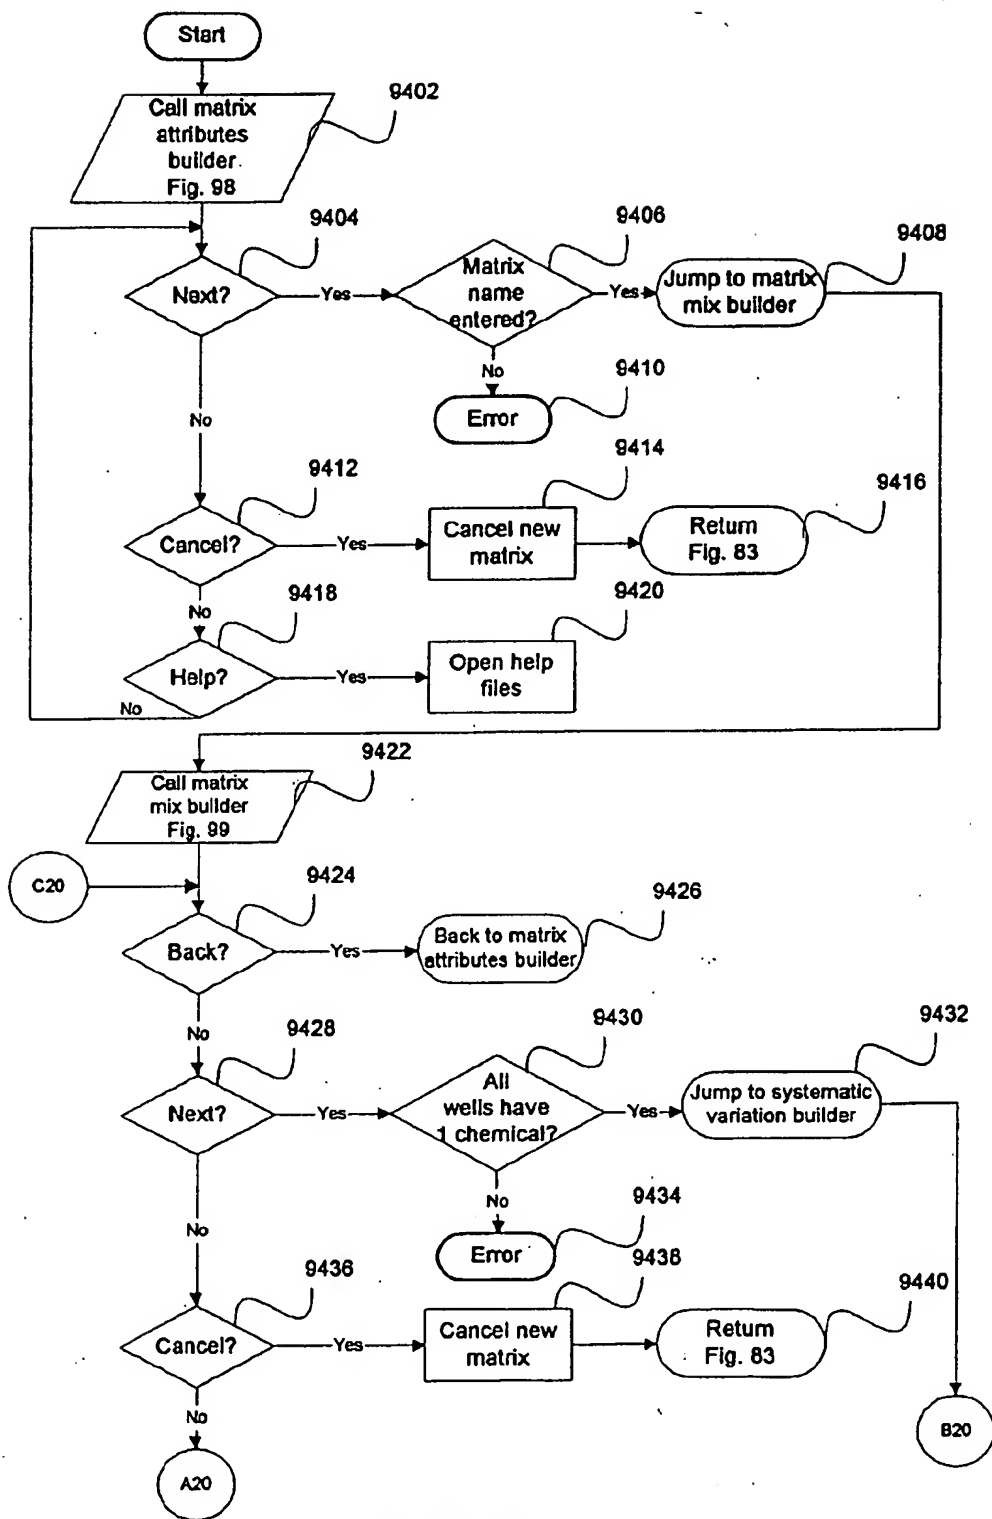 Start
9402
Call matrix
attributes
builder
Fig. 98
9404
9406
9408
Next?
Yes
Matrix
name
entered?
Yes
Jump to matrix
mix builder
No
9410
Error
No
9412
9414
9416
Cancel?
Yes
Cancel new
matrix
Return
Fig. 83
No
9418
9420
Help?
Yes
Open help
files
No
9422
Call matrix
mix builder
Fig. 99
C20
9424
9426
Back?
Yes
Back to matrix
attributes builder
No
9428
9430
9432
Next?
Yes
All
wells have
1 chemical?
Yes
Jump to systematic
variation builder
No
9434
Error
No
9436
9438
9440
Cancel?
Yes
Cancel new
matrix
Return
Fig. 83
No
A20
B20